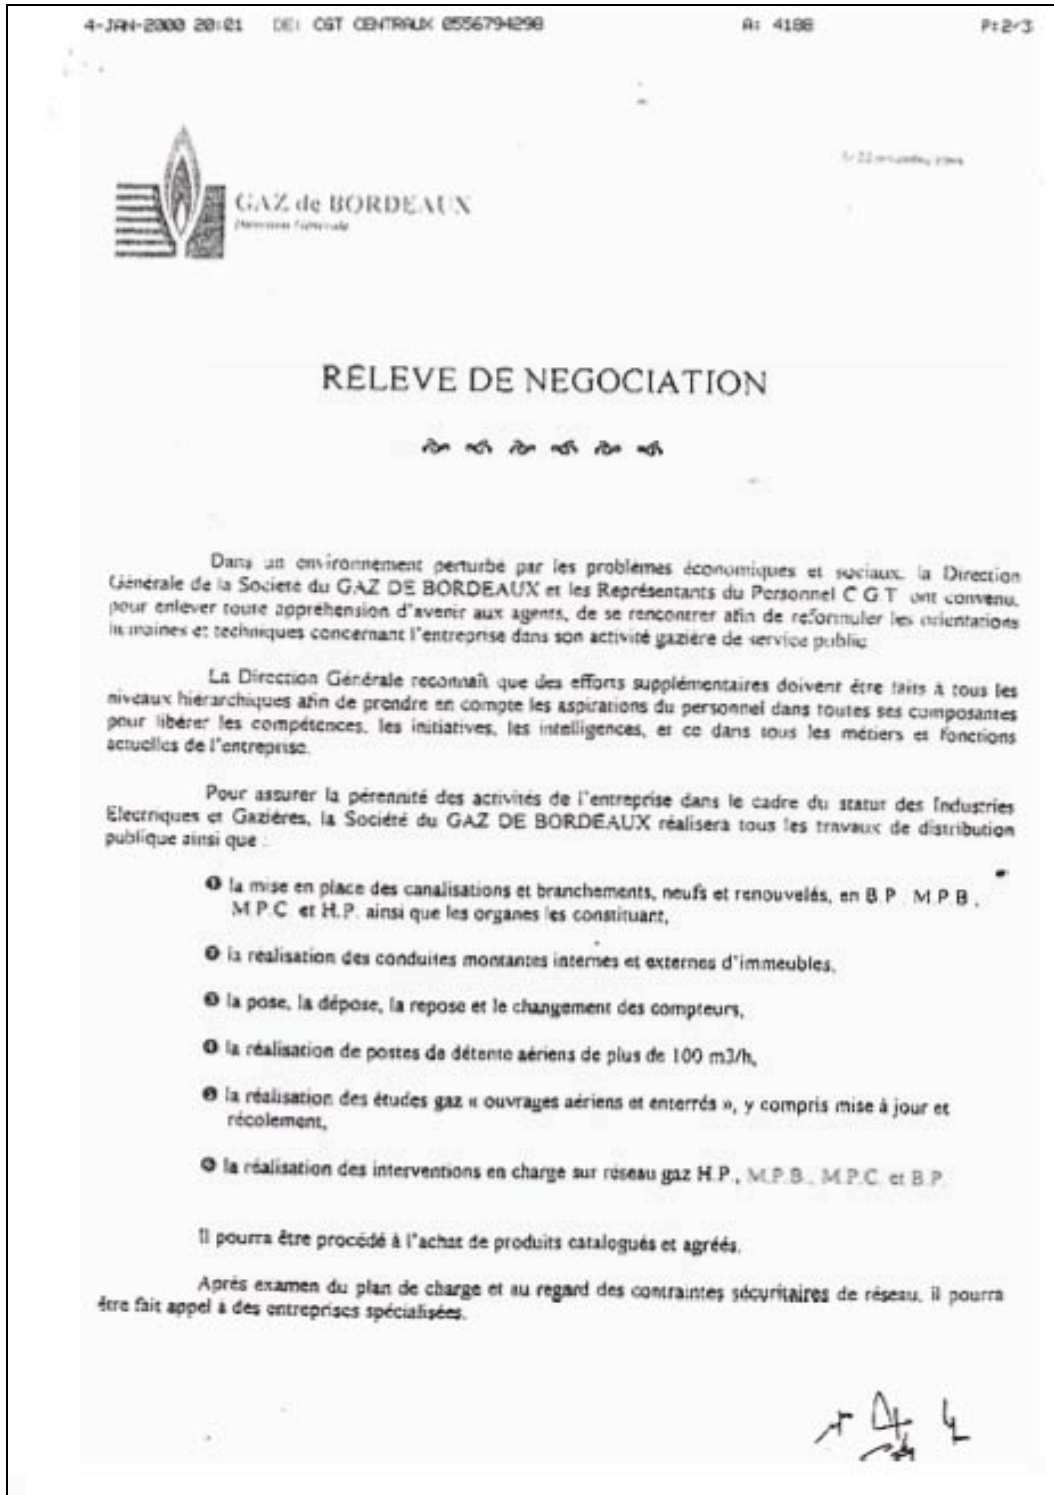 4-JAN-2000 20:01 DE: CGT CENTRAUX 0556794298 A: 4188 P:2/3
GAZ de BORDEAUX
Direction Générale
RELEVE DE NEGOCIATION
Dans un environnement perturbé par les problèmes économiques et sociaux, la Direction
Générale de la Societé du GAZ DE BORDEAUX et les Représentants du Personnel C G T ont convenu,
pour enlever toute appréhension d'avenir aux agents, de se rencontrer afin de reformuler les orientations
humaines et techniques concernant l'entreprise dans son activité gazière de service public.
La Direction Générale reconnaît que des efforts supplémentaires doivent être faits à tous les
niveaux hiérarchiques afin de prendre en compte les aspirations du personnel dans toutes ses composantes
pour libérer les compétences, les initiatives, les intelligences, et ce dans tous les métiers et fonctions
actuelles de l'entreprise.
Pour assurer la pérennité des activités de l'entreprise dans le cadre du statut des Industries
Electriques et Gazières, la Société du GAZ DE BORDEAUX réalisera tous les travaux de distribution
publique ainsi que :
❶ la mise en place des canalisations et branchements, neufs et renouvelés, en B.P., M.P.B.,
M.P.C. et H.P. ainsi que les organes les constituant,
❷ la réalisation des conduites montantes internes et externes d'immeubles,
❸ la pose, la dépose, la repose et le changement des compteurs,
❹ la réalisation de postes de détente aériens de plus de 100 m3/h,
❺ la réalisation des études gaz « ouvrages aériens et enterrés », y compris mise à jour et
récolement,
❻ la réalisation des interventions en charge sur réseau gaz H.P., M.P.B., M.P.C. et B.P.
Il pourra être procédé à l'achat de produits catalogués et agréés.
Après examen du plan de charge et au regard des contraintes sécuritaires de réseau, il pourra
être fait appel à des entreprises spécialisées.